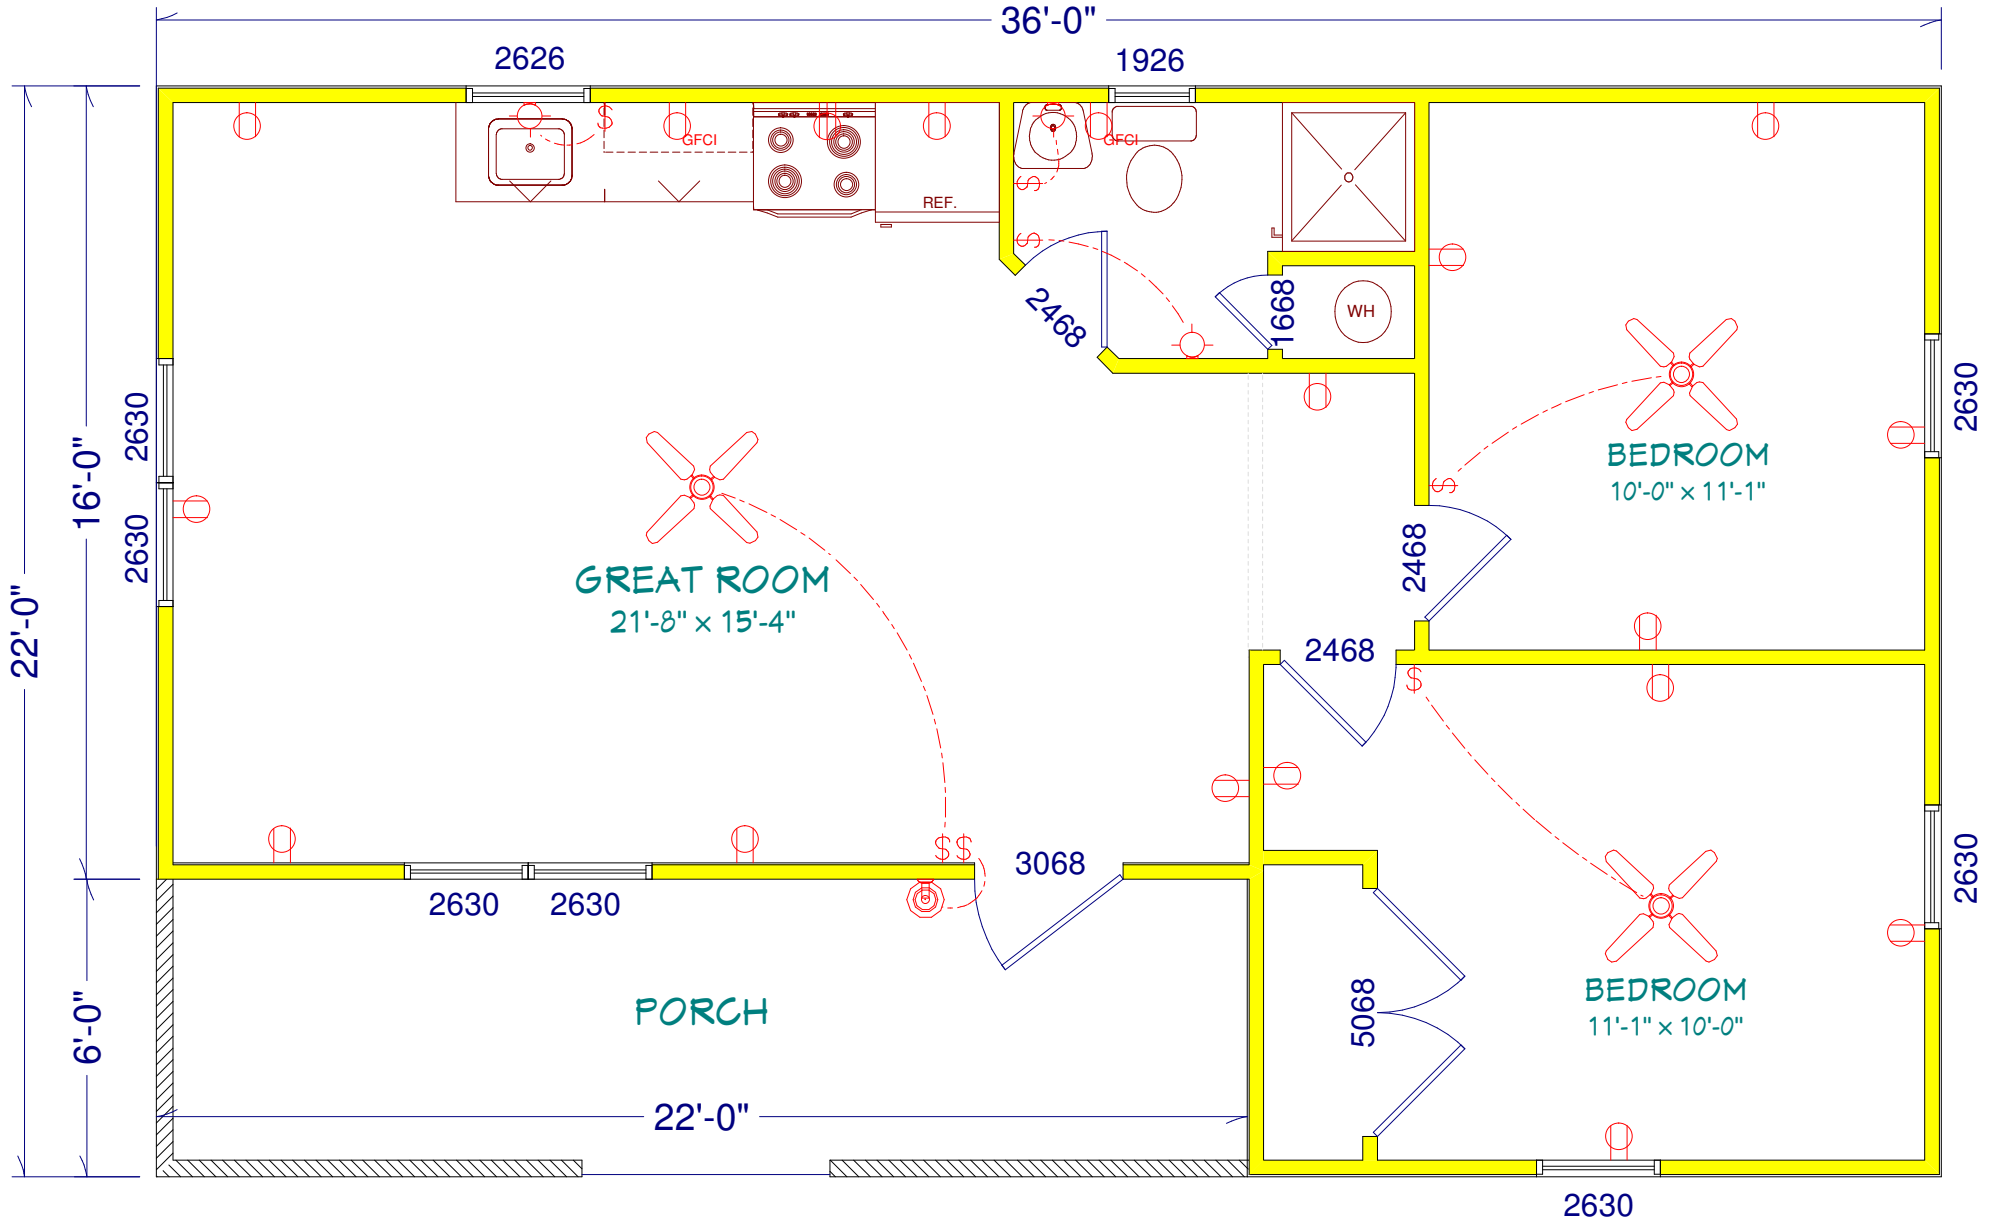 36'-0"
2626
1926
$
GFCI
GFCI
REF.
$
$
2468
1668
WH
2630
2630
BEDROOM
10'-0" x 11'-1"
$
16'-0"
2630
2468
GREAT ROOM
21'-8" x 15'-4"
22'-0"
2468
$
$$
3068
2630
2630
2630
BEDROOM
11'-1" x 10'-0"
PORCH
5068
6'-0"
22'-0"
2630